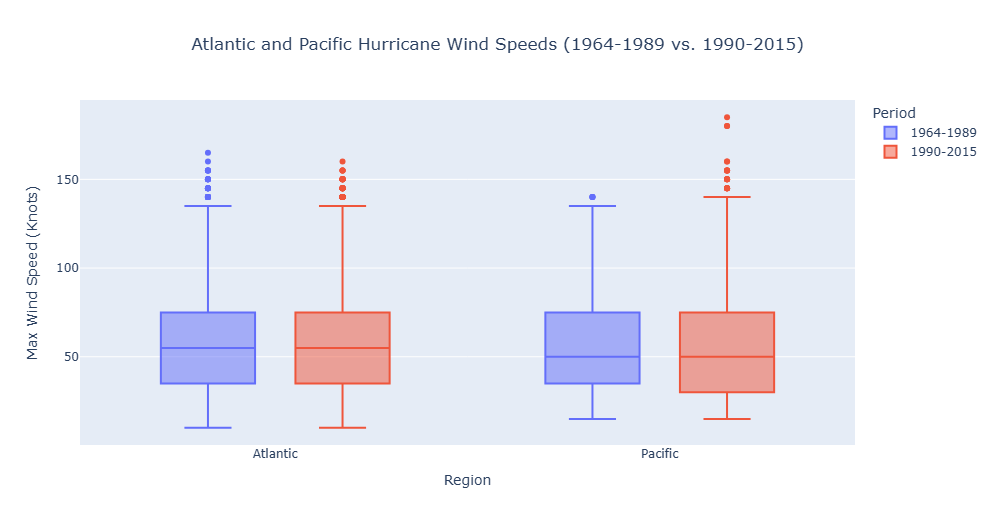 Atlantic and Pacific Hurricane Wind Speeds (1964-1989 vs. 1990-2015)
Period
1964-1989
1990-2015
Max Wind Speed (Knots)
150
100
50
Atlantic
Pacific
Region